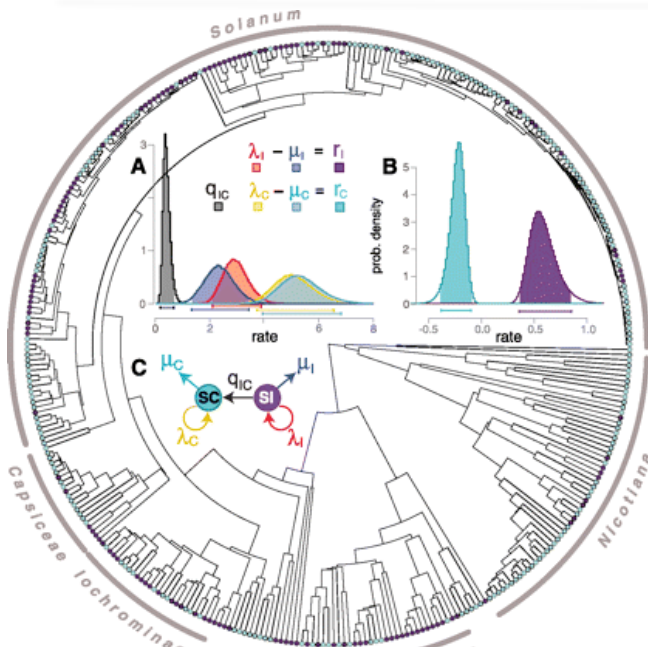 Solanum
A
3
1
0
0 2 4 6 8
rate
λI – μI = rI
qIC λC – μC = rC
B
prob. density
5
4
3
2
1
0
-0.5 0.0 0.5 1.0
rate
C
μC qIC μI
SC SI
λC λI
Capsiceae
Iochrominae
Nicotiana